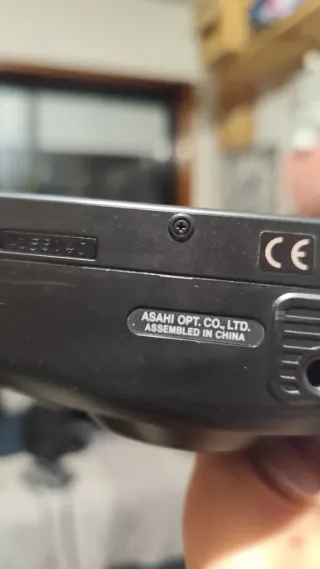 CE
ASAHI OPT. CO., LTD.
ASSEMBLED IN CHINA